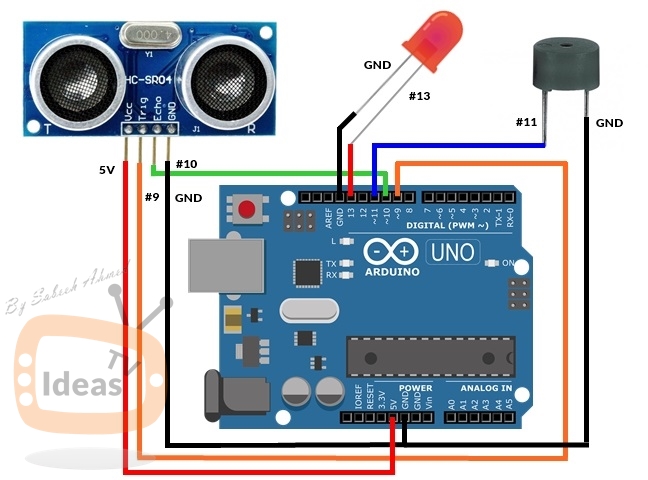 4.000
Y1
HC-SR04
Vcc
Trig
Echo
GND
T
J1
R
GND
#13
#11
GND
5V
#9
#10
GND
AREF
GND
13
12
~11
~10
~9
8
7
~6
~5
4
~3
2
TX-1
RX-0
DIGITAL (PWM ~)
L
TX
RX
ARDUINO
UNO
ON
By Sabeeh Ahmed
TV
Ideas
POWER
ANALOG IN
IOREF
RESET
3.3V
5V
GND
GND
Vin
A0
A1
A2
A3
A4
A5